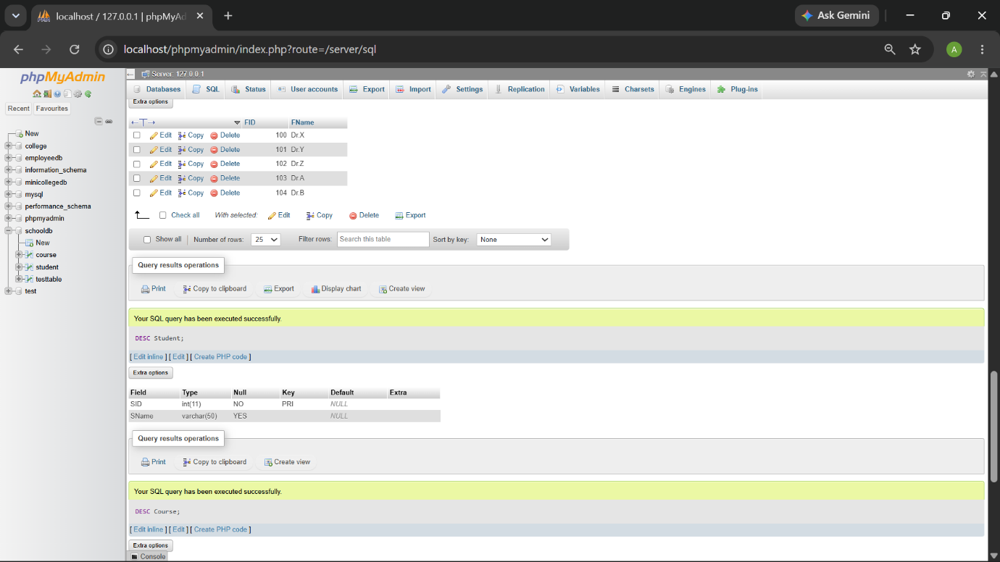 localhost / 127.0.0.1 | phpMyAd
Ask Gemini
localhost/phpmyadmin/index.php?route=/server/sql
A
phpMyAdmin
Recent Favourites
New
college
employeedb
information_schema
minicollegedb
mysql
performance_schema
phpmyadmin
schooldb
New
course
student
testtable
test
Server: 127.0.0.1
Databases SQL Status User accounts Export Import Settings Replication Variables Charsets Engines Plug-ins
Extra options
←T→ FID FName
Edit Copy Delete 100 Dr.X
Edit Copy Delete 101 Dr.Y
Edit Copy Delete 102 Dr.Z
Edit Copy Delete 103 Dr.A
Edit Copy Delete 104 Dr.B
Check all With selected: Edit Copy Delete Export
Show all | Number of rows: 25 Filter rows: Search this table Sort by key: None
Query results operations
Print Copy to clipboard Export Display chart Create view
Your SQL query has been executed successfully.
DESC Student;
[ Edit inline ] [ Edit ] [ Create PHP code ]
Extra options
Field Type Null Key Default Extra
SID int(11) NO PRI NULL
SName varchar(50) YES NULL
Query results operations
Print Copy to clipboard Create view
Your SQL query has been executed successfully.
DESC Course;
[ Edit inline ] [ Edit ] [ Create PHP code ]
Extra options
Console